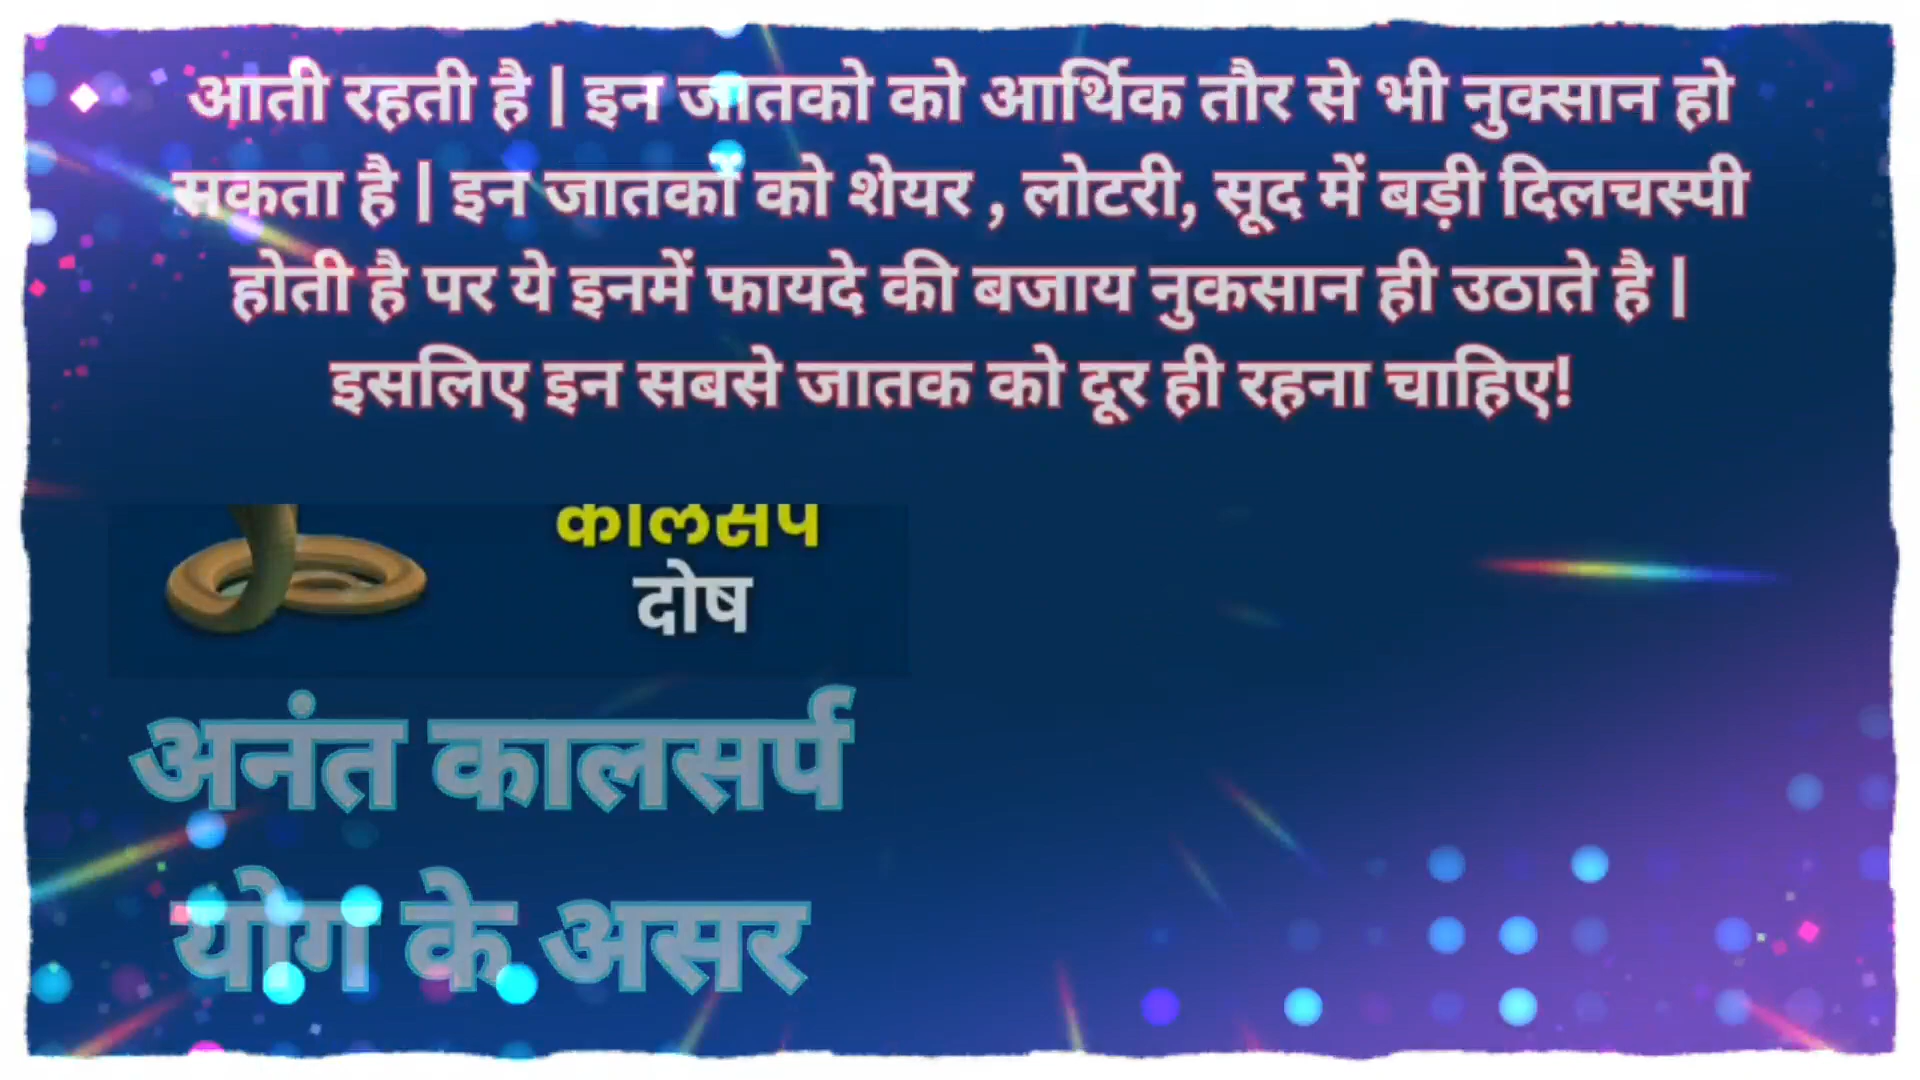 आती रहती है | इन जातको को आर्थिक तौर से भी नुक्सान हो
सकता है | इन जातकों को शेयर , लोटरी, सूद में बड़ी दिलचस्पी
होती है पर ये इनमें फायदे की बजाय नुकसान ही उठाते है |
इसलिए इन सबसे जातक को दूर ही रहना चाहिए!
कालसर्प
दोष
अनंत कालसर्प
योग के असर